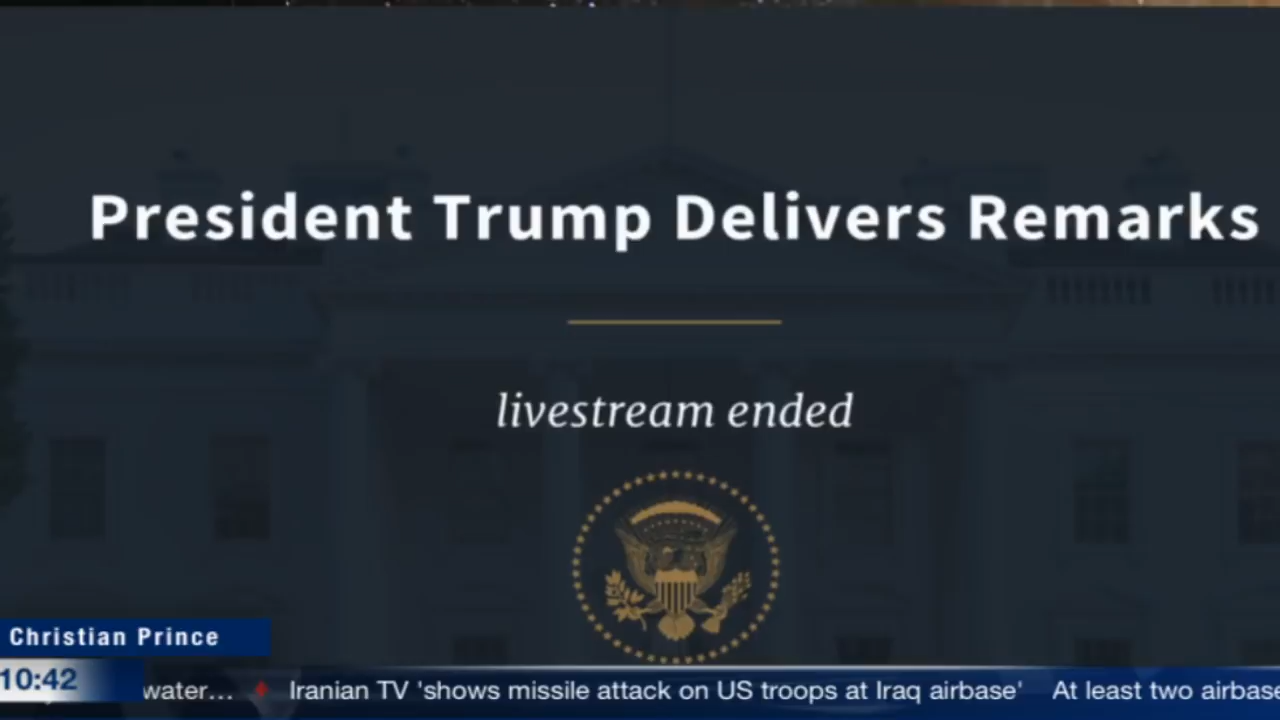 President Trump Delivers Remarks
livestream ended
Christian Prince
10:42
water... ♦ Iranian TV 'shows missile attack on US troops at Iraq airbase' At least two airbase